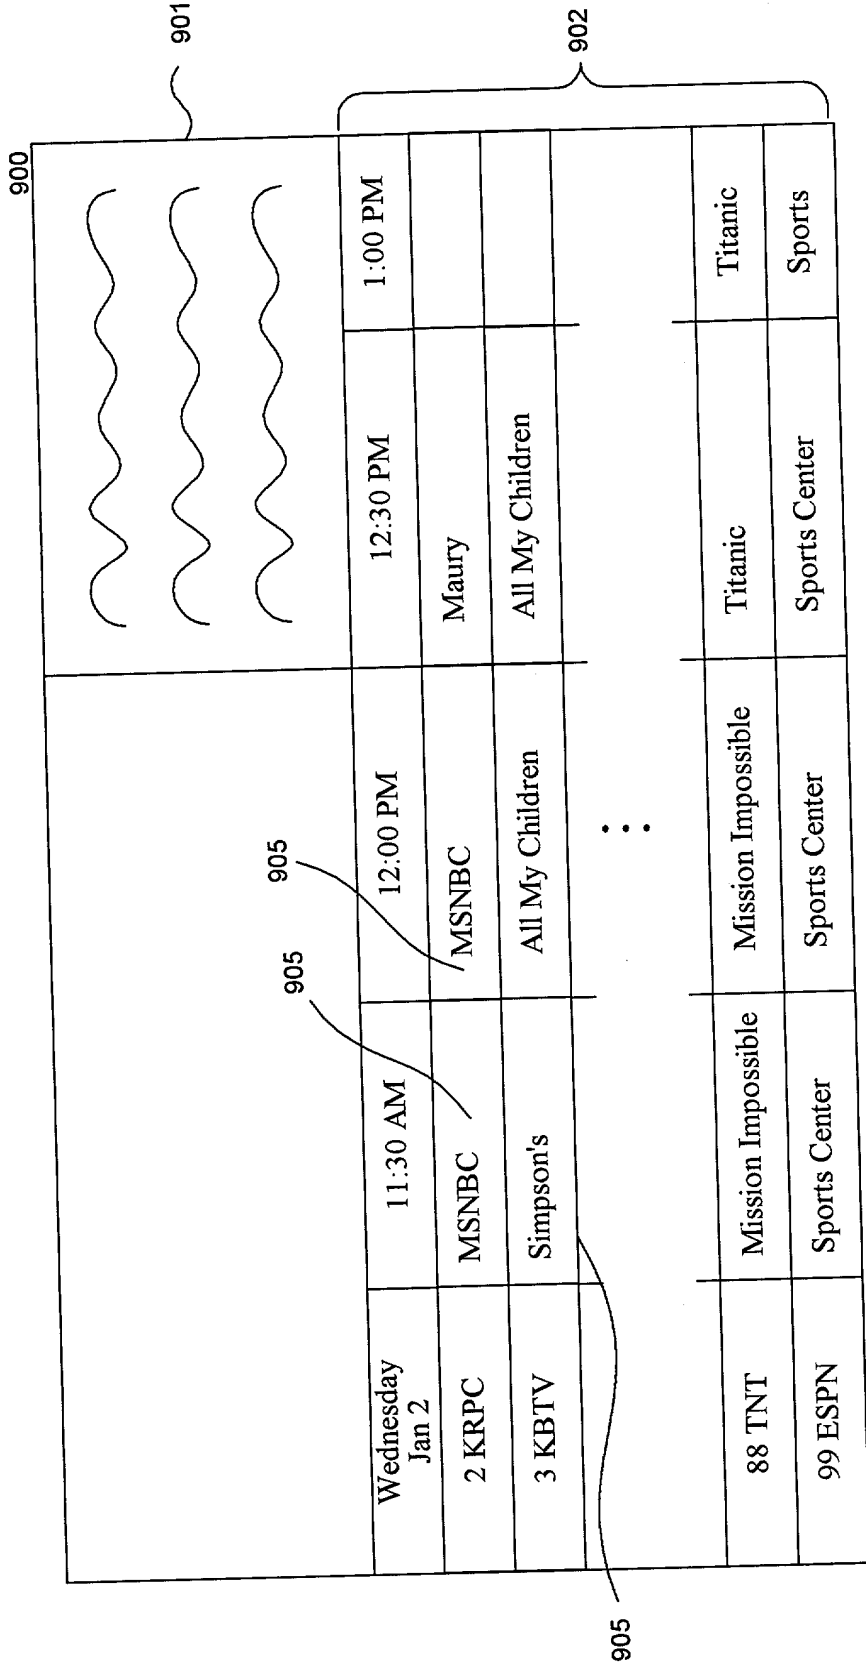 900
901
905
905
Wednesday
Jan 2
11:30 AM
12:00 PM
12:30 PM
1:00 PM
902
2 KRPC
MSNBC
MSNBC
Maury
3 KBTV
Simpson's
All My Children
All My Children
905
88 TNT
Mission Impossible
Mission Impossible
Titanic
Titanic
99 ESPN
Sports Center
Sports Center
Sports Center
Sports